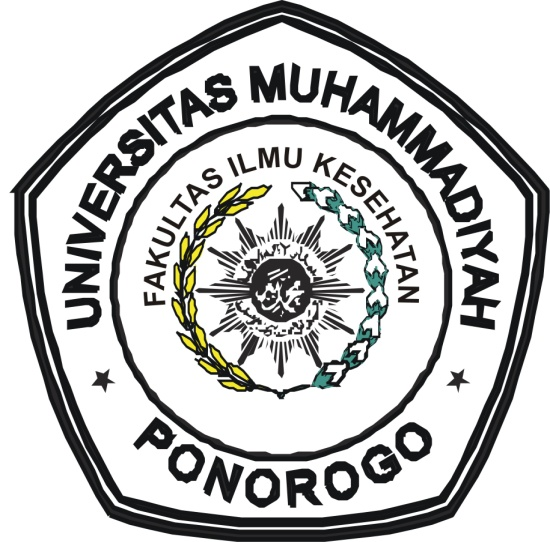 UNIVERSITAS MUHAMMADIYAH
FAKULTAS ILMU KESEHATAN
PONOROGO